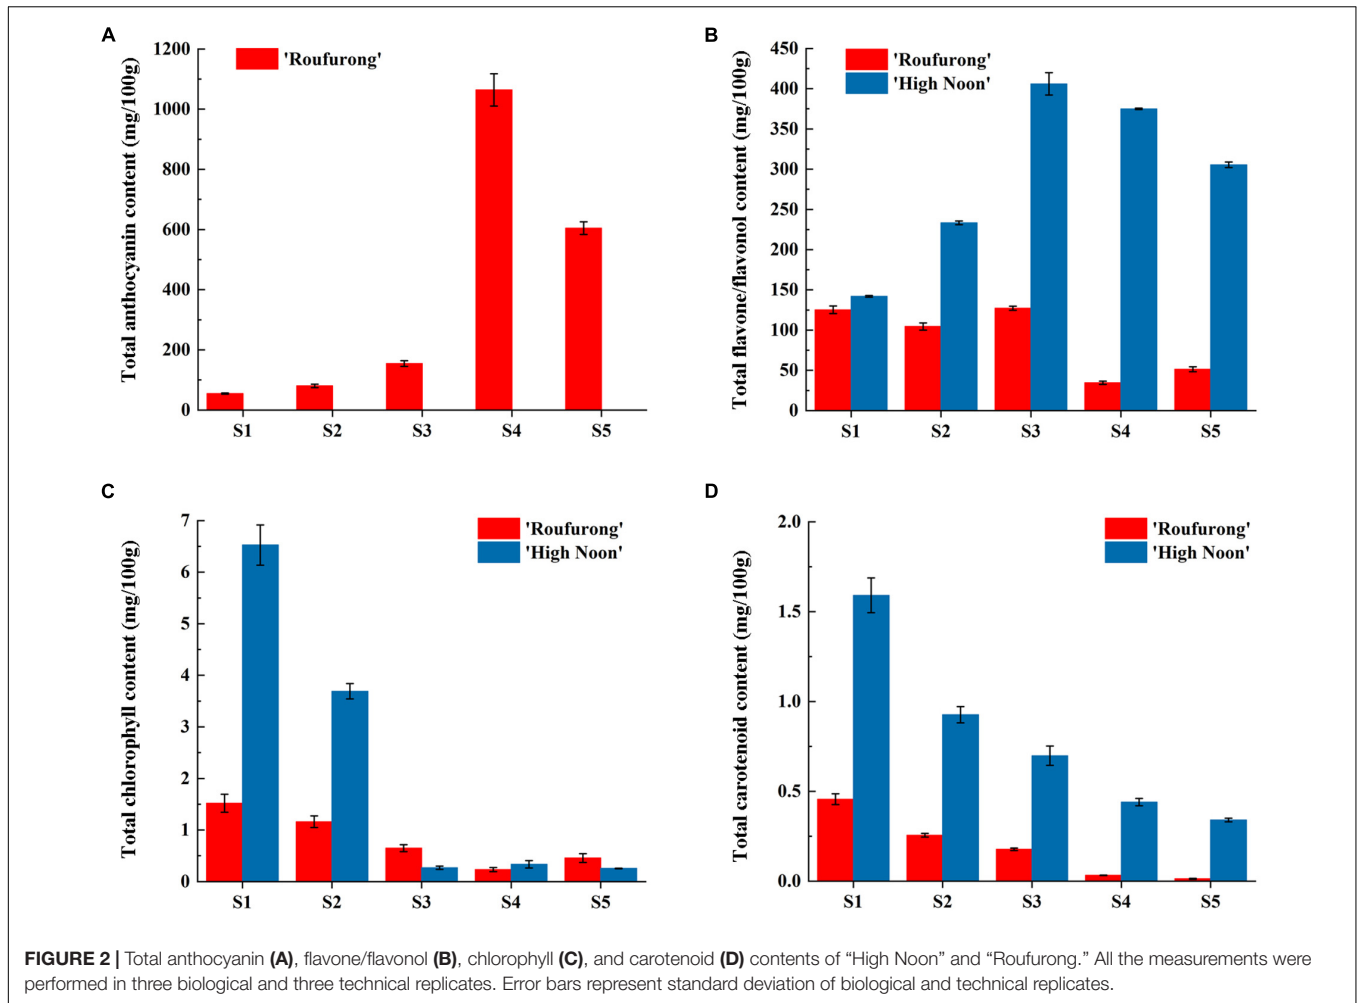 A
Total anthocyanin content (mg/100g)
1200
1000
800
600
400
200
0
'Roufurong'
S1 S2 S3 S4 S5
B
Total flavone/flavonol content (mg/100g)
450
400
350
300
250
200
150
100
50
0
'Roufurong'
'High Noon'
S1 S2 S3 S4 S5
C
Total chlorophyll content (mg/100g)
7
6
5
4
3
2
1
0
'Roufurong'
'High Noon'
S1 S2 S3 S4 S5
D
Total carotenoid content (mg/100g)
2.0
1.5
1.0
0.5
0.0
'Roufurong'
'High Noon'
S1 S2 S3 S4 S5
FIGURE 2 | Total anthocyanin (A), flavone/flavonol (B), chlorophyll (C), and carotenoid (D) contents of “High Noon” and “Roufurong.” All the measurements were
performed in three biological and three technical replicates. Error bars represent standard deviation of biological and technical replicates.